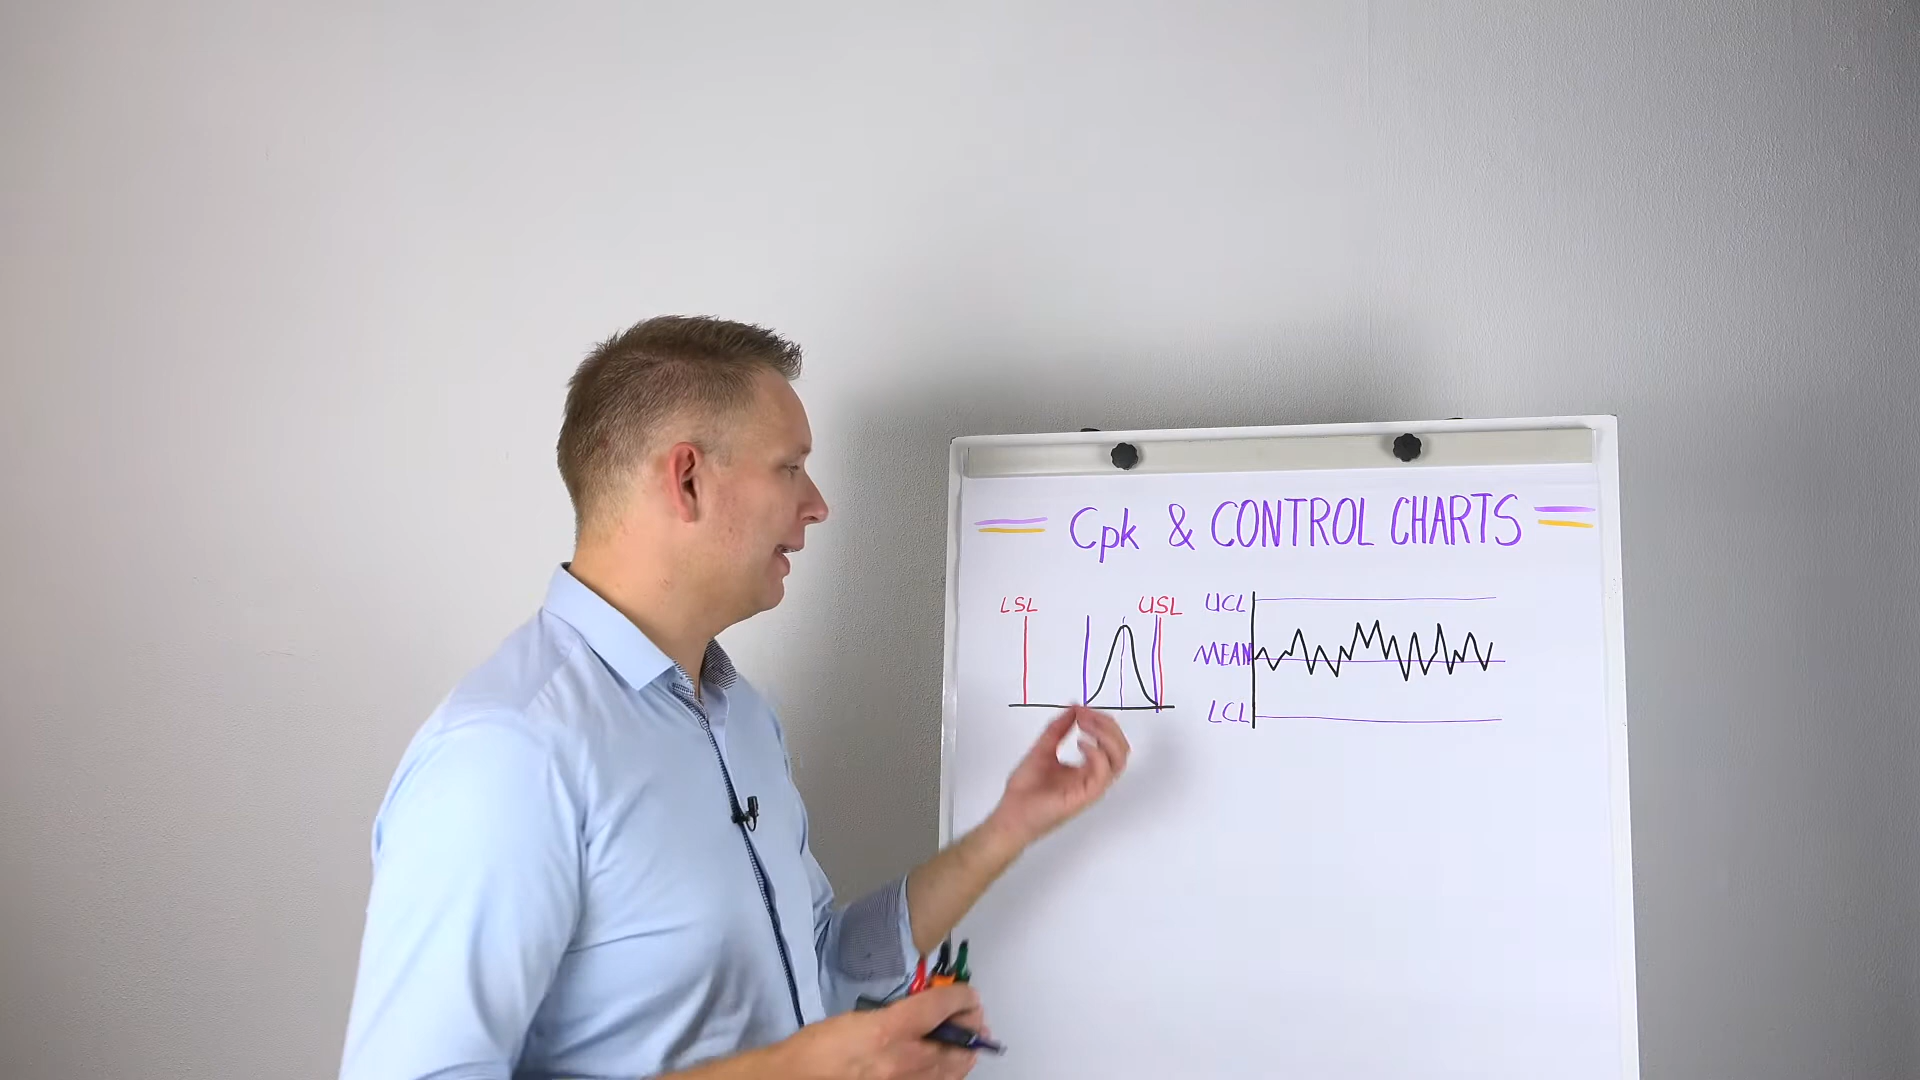 Cpk & CONTROL CHARTS
LSL
USL
UCL
MEAN
LCL